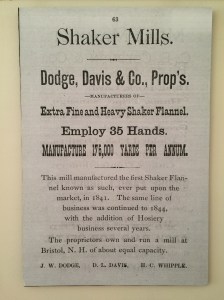 63
Shaker Mills.
Dodge, Davis & Co., Prop's.
—MANUFACTURERS OF—
Extra Fine and Heavy Shaker Flannel.
Employ 35 Hands.
MANUFACTURE 175,000 YARDS PER ANNUM.
This mill manufactured the first Shaker Flan-
nel known as such, ever put upon the
market, in 1841. The same line of
business was continued to 1844,
with the addition of Hosiery
business several years.
The proprietors own and run a mill at
Bristol, N. H. of about equal capacity.
J. W. DODGE, D. L. DAVIS, H. C. WHIPPLE.